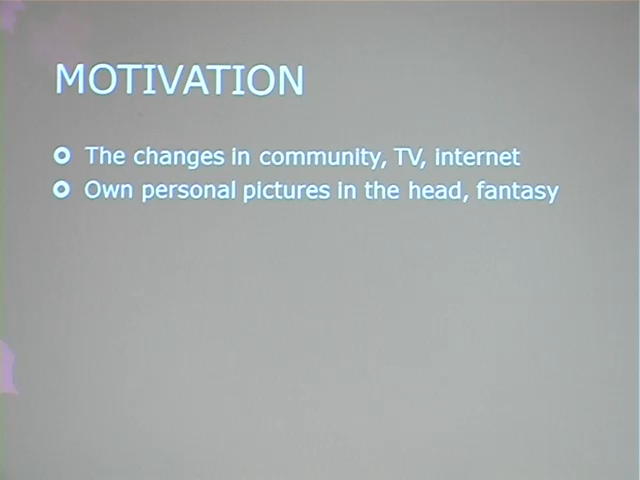 MOTIVATION
The changes in community, TV, internet
Own personal pictures in the head, fantasy